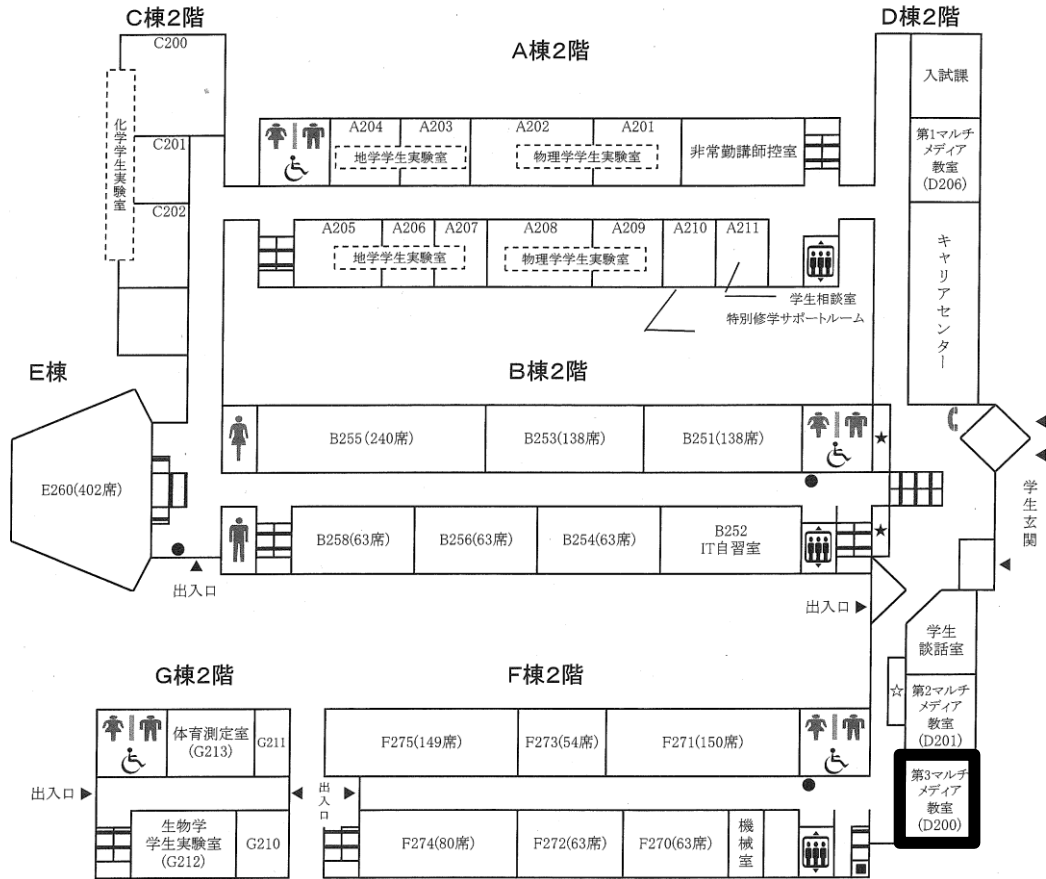 C棟2階
D棟2階
C200
A棟2階
入試課
化学学生実験室
C201
A204
A203
A202
A201
地学学生実験室
物理学学生実験室
非常勤講師控室
第1マルチ
メディア
教室
(D206)
C202
A205
A206
A207
A208
A209
A210
A211
地学学生実験室
物理学学生実験室
キャリアセンター
学生相談室
特別修学サポートルーム
E棟
B棟2階
B255(240席)
B253(138席)
B251(138席)
★
E260(402席)
学生玄関
B258(63席)
B256(63席)
B254(63席)
B252
IT自習室
★
出入口
出入口
学生
談話室
G棟2階
F棟2階
☆
第2マルチ
メディア
教室
(D201)
体育測定室
(G213)
G211
F275(149席)
F273(54席)
F271(150席)
出入口
出入口
第3マルチ
メディア
教室
(D200)
生物学
学生実験室
(G212)
G210
F274(80席)
F272(63席)
F270(63席)
機械室